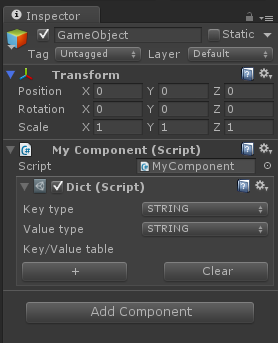 Inspector
GameObject Static
Tag Untagged Layer Default
Transform
Position X 0 Y 0 Z 0
Rotation X 0 Y 0 Z 0
Scale X 1 Y 1 Z 1
My Component (Script)
Script MyComponent
Dict (Script)
Key type STRING
Value type STRING
Key/Value table
+ Clear
Add Component